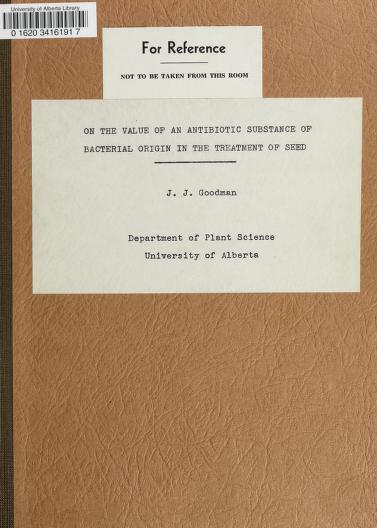 University of Alberta Library
0 1620 3416191 7
For Reference
NOT TO BE TAKEN FROM THIS ROOM
ON THE VALUE OF AN ANTIBIOTIC SUBSTANCE OF
BACTERIAL ORIGIN IN THE TREATMENT OF SEED
J. J. Goodman
Department of Plant Science
University of Alberta